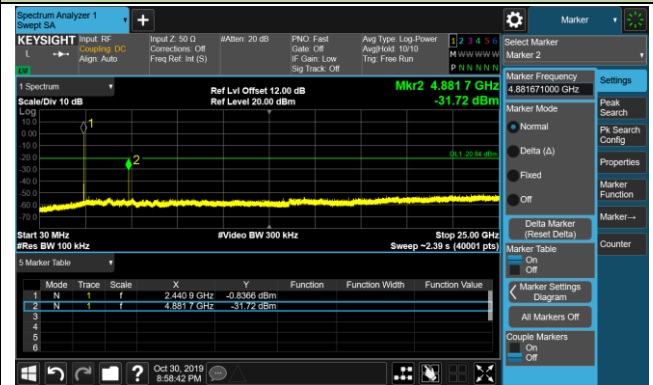 Spectrum Analyzer 1
Swept SA
Marker
KEYSIGHT
Input: RF
Coupling: DC
Align: Auto
Input Z: 50 Ω
Corrections: Off
Freq Ref: Int (S)
#Atten: 20 dB
PNO: Fast
Gate: Off
IF Gain: Low
Sig Track: Off
Avg Type: Log-Power
Avg|Hold: 10/10
Trig: Free Run
1 2 3 4 5 6
M W W W W W
P N N N N N
LXI
Select Marker
Marker 2
1 Spectrum
Scale/Div 10 dB
Ref Lvl Offset 12.00 dB
Ref Level 20.00 dBm
Mkr2 4.881 7 GHz
-31.72 dBm
Log
10.0
0.00
-10.0
-20.0
-30.0
-40.0
-50.0
-60.0
-70.0
1
2
DL1 -20.84 dBm
Start 30 MHz
#Res BW 100 kHz
#Video BW 300 kHz
Stop 25.00 GHz
Sweep ~2.39 s (40001 pts)
5 Marker Table
Mode Trace Scale X Y Function Function Width Function Value
1 N 1 f 2.440 9 GHz -0.8366 dBm
2 N 1 f 4.881 7 GHz -31.72 dBm
3
4
5
6
Oct 30, 2019
8:58:42 PM
Marker Frequency
4.881671000 GHz
Marker Mode
Normal
Delta (Δ)
Fixed
Off
Delta Marker
(Reset Delta)
Marker Table
On
Off
Marker Settings
Diagram
All Markers Off
Couple Markers
On
Off
Settings
Peak
Search
Pk Search
Config
Properties
Marker
Function
Marker→
Counter